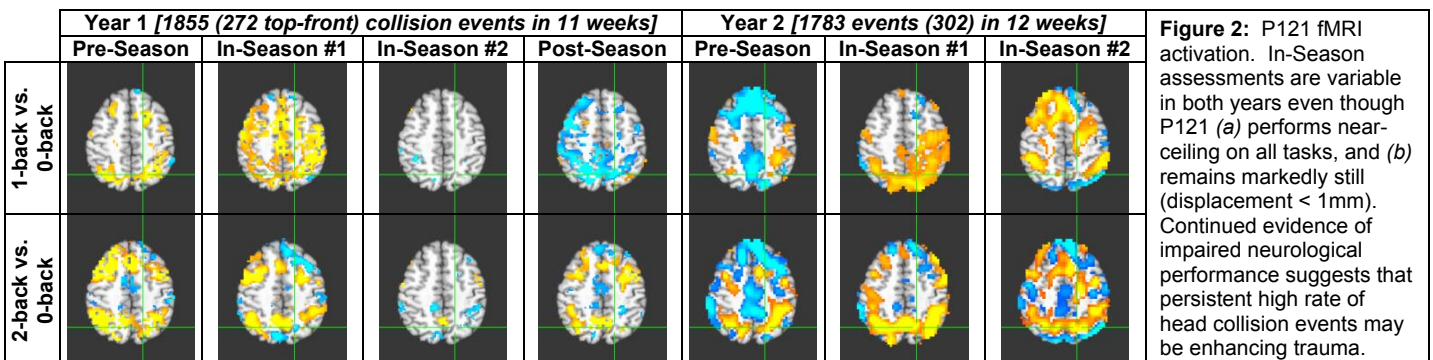 Year 1 [1855 (272 top-front) collision events in 11 weeks]
Year 2 [1783 events (302) in 12 weeks]
Pre-Season
In-Season #1
In-Season #2
Post-Season
Pre-Season
In-Season #1
In-Season #2
1-back vs.
0-back
2-back vs.
0-back
Figure 2: P121 fMRI
activation. In-Season
assessments are variable
in both years even though
P121 (a) performs near-
ceiling on all tasks, and (b)
remains markedly still
(displacement < 1mm).
Continued evidence of
impaired neurological
performance suggests that
persistent high rate of
head collision events may
be enhancing trauma.